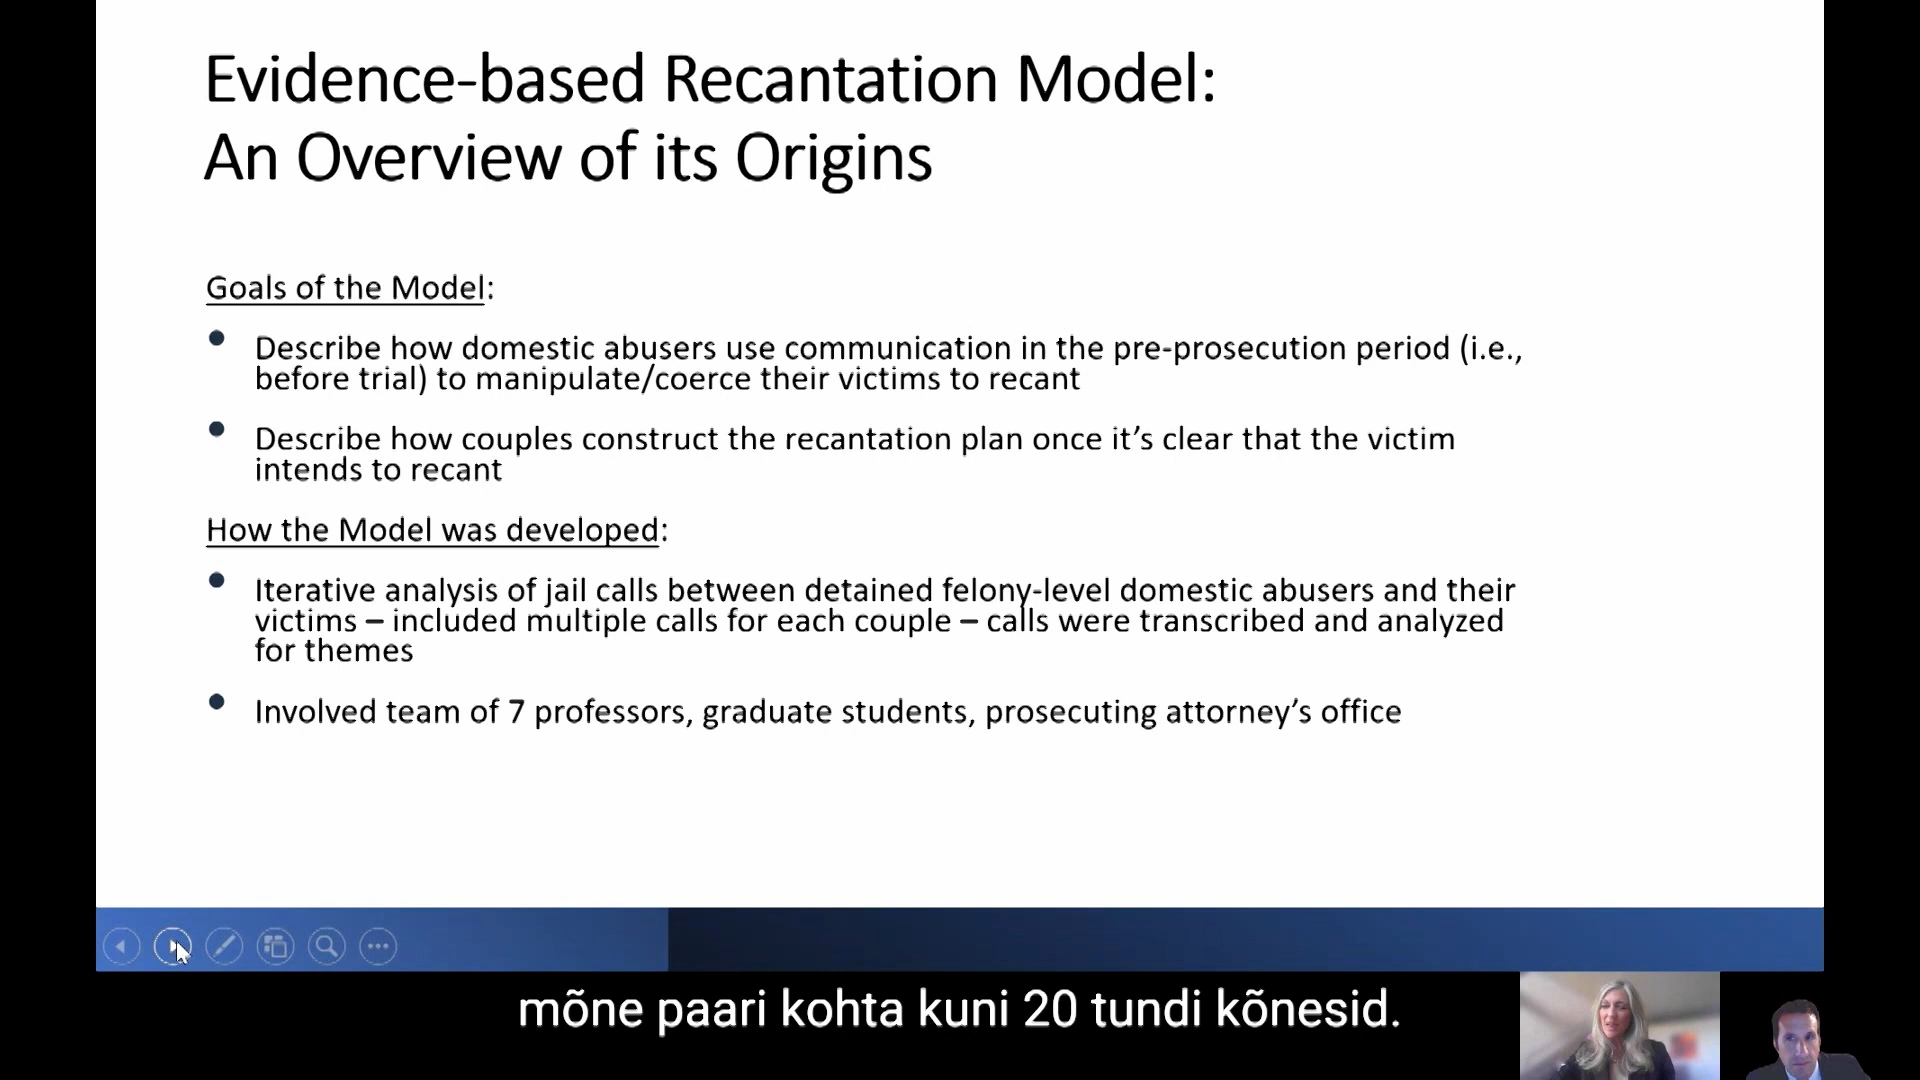 Evidence-based Recantation Model:
An Overview of its Origins
Goals of the Model:
• Describe how domestic abusers use communication in the pre-prosecution period (i.e.,
before trial) to manipulate/coerce their victims to recant
• Describe how couples construct the recantation plan once it’s clear that the victim
intends to recant
How the Model was developed:
• Iterative analysis of jail calls between detained felony-level domestic abusers and their
victims – included multiple calls for each couple – calls were transcribed and analyzed
for themes
• Involved team of 7 professors, graduate students, prosecuting attorney’s office
mõne paari kohta kuni 20 tundi kõnesid.